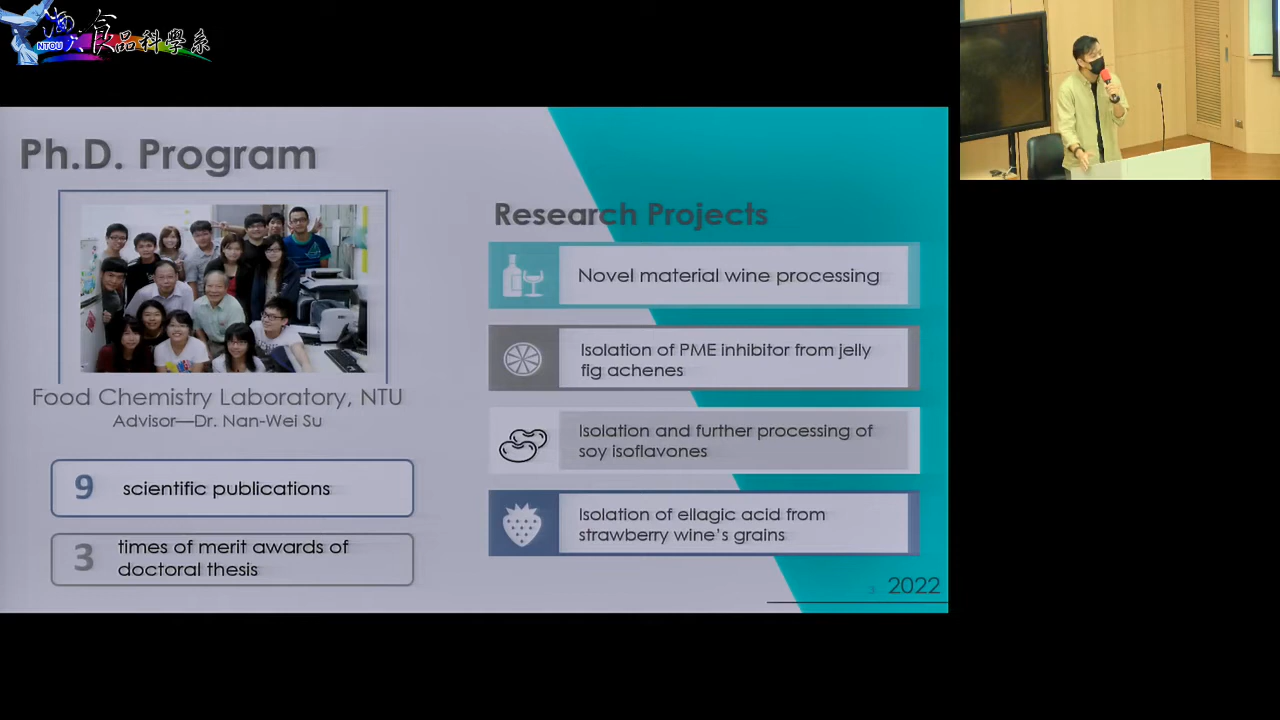 海大食品科學系
NTOU
Ph.D. Program
Food Chemistry Laboratory, NTU
Advisor—Dr. Nan-Wei Su
9 scientific publications
3 times of merit awards of
doctoral thesis
Research Projects
Novel material wine processing
Isolation of PME inhibitor from jelly
fig achenes
Isolation and further processing of
soy isoflavones
Isolation of ellagic acid from
strawberry wine’s grains
3 2022